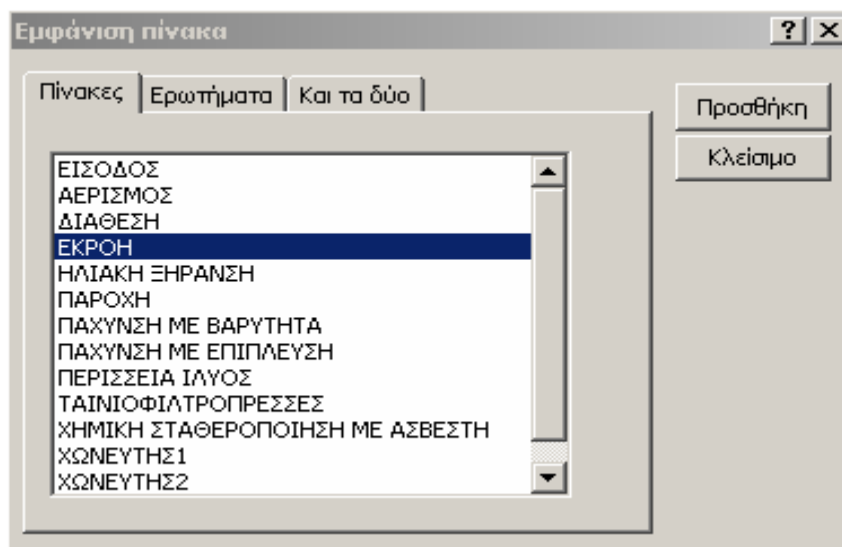 Εμφάνιση πίνακα
Πίνακες Ερωτήματα Και τα δύο
Προσθήκη
Κλείσιμο
ΕΙΣΟΔΟΣ
ΑΕΡΙΣΜΟΣ
ΔΙΑΘΕΣΗ
ΕΚΡΟΗ
ΗΛΙΑΚΗ ΞΗΡΑΝΣΗ
ΠΑΡΟΧΗ
ΠΑΧΥΝΣΗ ΜΕ ΒΑΡΥΤΗΤΑ
ΠΑΧΥΝΣΗ ΜΕ ΕΠΙΠΛΕΥΣΗ
ΠΕΡΙΣΣΕΙΑ ΙΛΥΟΣ
ΤΑΙΝΙΟΦΙΛΤΡΟΠΡΕΣΣΕΣ
ΧΗΜΙΚΗ ΣΤΑΘΕΡΟΠΟΙΗΣΗ ΜΕ ΑΣΒΕΣΤΗ
ΧΩΝΕΥΤΗΣ1
ΧΩΝΕΥΤΗΣ2